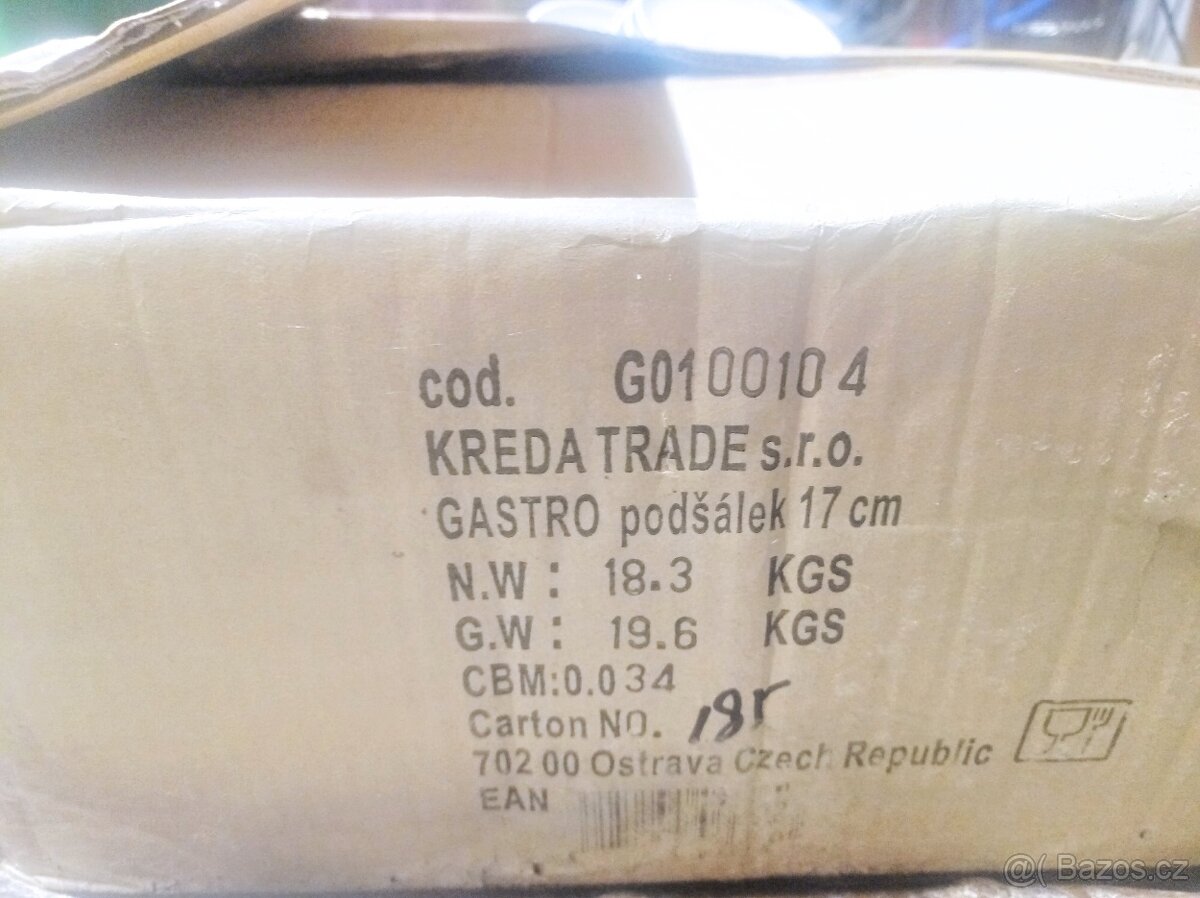 cod. G0100104
KREDA TRADE s.r.o.
GASTRO podšálek 17 cm
N.W : 18.3 KGS
G.W : 19.6 KGS
CBM:0.034
Carton NO.
702 00 Ostrava Czech Republic
EAN
@( Bazos.cz